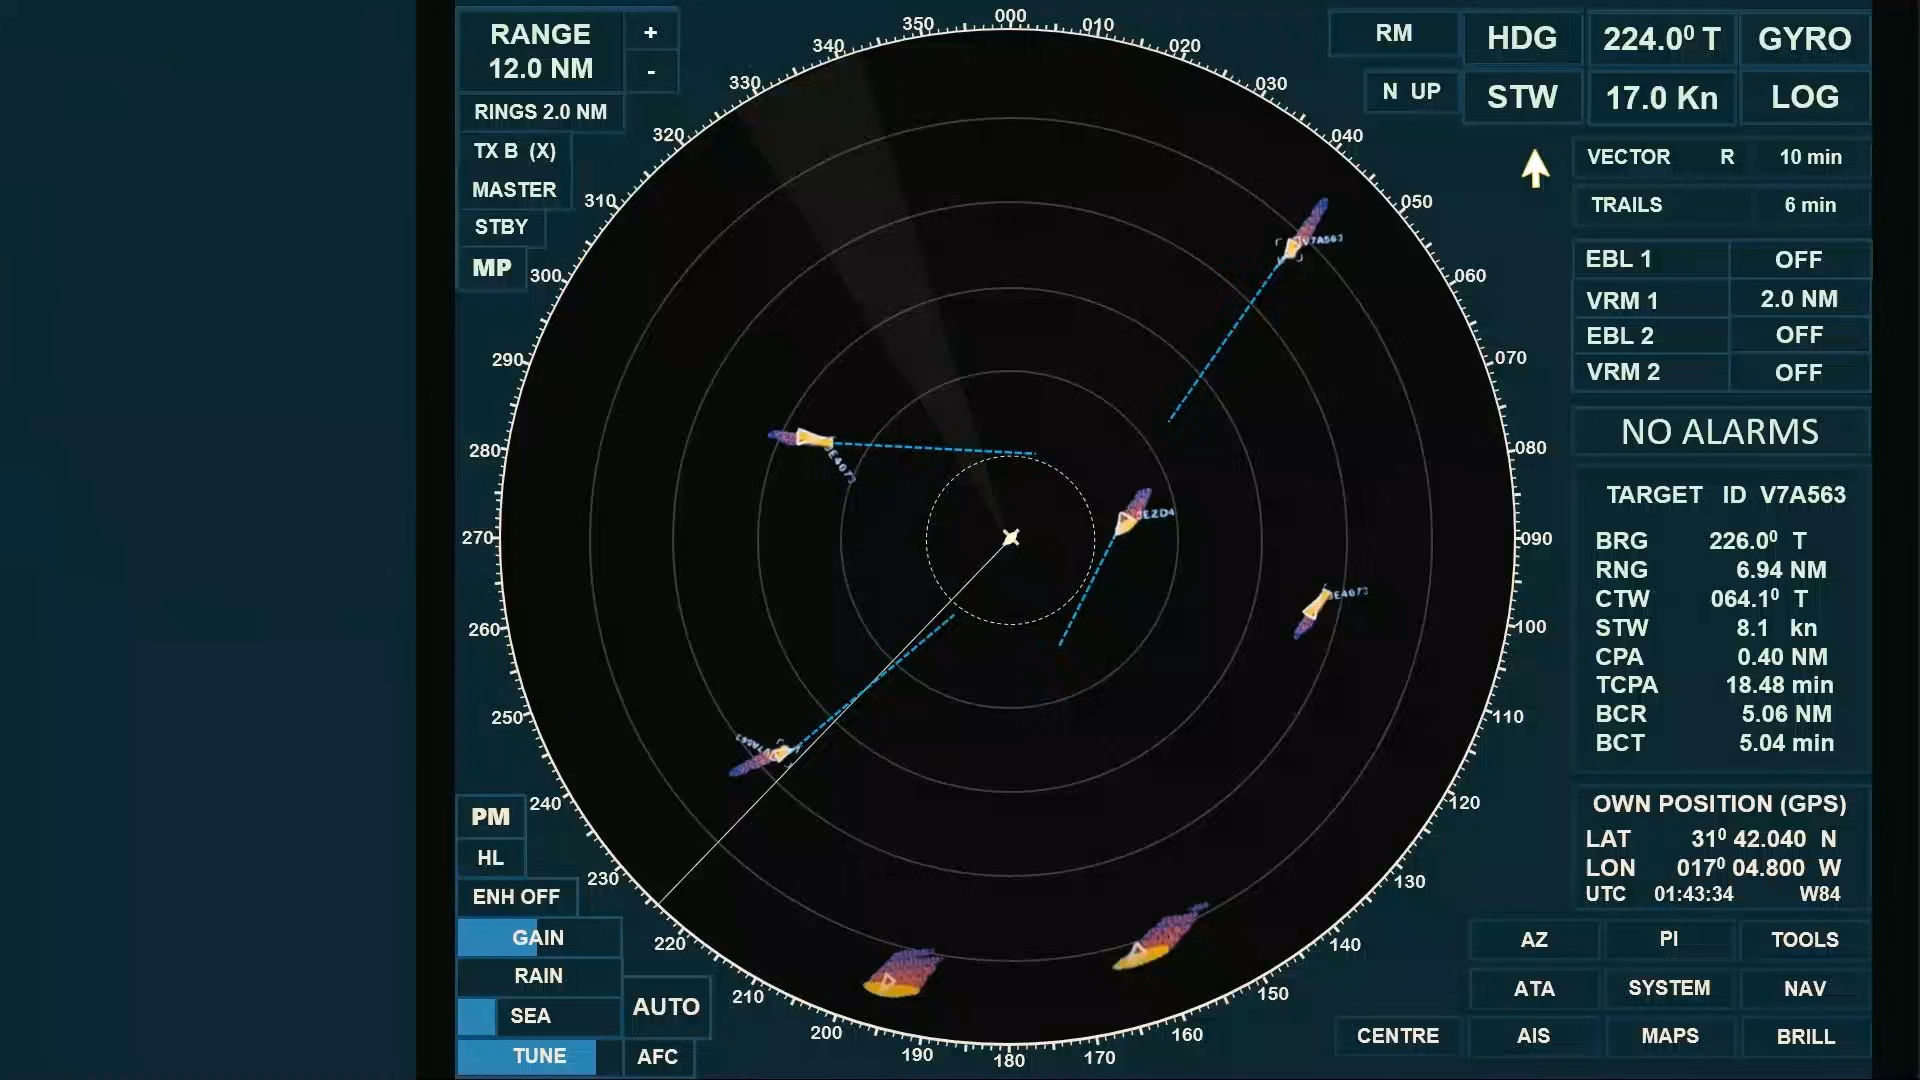 RANGE
12.0 NM
+
-
RINGS 2.0 NM
TX B (X)
MASTER
STBY
MP
350
000
010
340
020
330
030
320
040
310
050
300
060
290
070
280
080
270
090
260
100
250
110
240
120
230
130
220
140
210
150
200
160
190
180
170
V7A563
JEZD4
PM
HL
ENH OFF
GAIN
RAIN
SEA
AUTO
TUNE
AFC
RM
HDG
224.0⁰ T
GYRO
N UP
STW
17.0 Kn
LOG
VECTOR R 10 min
TRAILS 6 min
EBL 1 OFF
VRM 1 2.0 NM
EBL 2 OFF
VRM 2 OFF
NO ALARMS
TARGET ID V7A563
BRG 226.0⁰ T
RNG 6.94 NM
CTW 064.1⁰ T
STW 8.1 kn
CPA 0.40 NM
TCPA 18.48 min
BCR 5.06 NM
BCT 5.04 min
OWN POSITION (GPS)
LAT 31⁰ 42.040 N
LON 017⁰ 04.800 W
UTC 01:43:34 W84
AZ
PI
TOOLS
ATA
SYSTEM
NAV
CENTRE
AIS
MAPS
BRILL